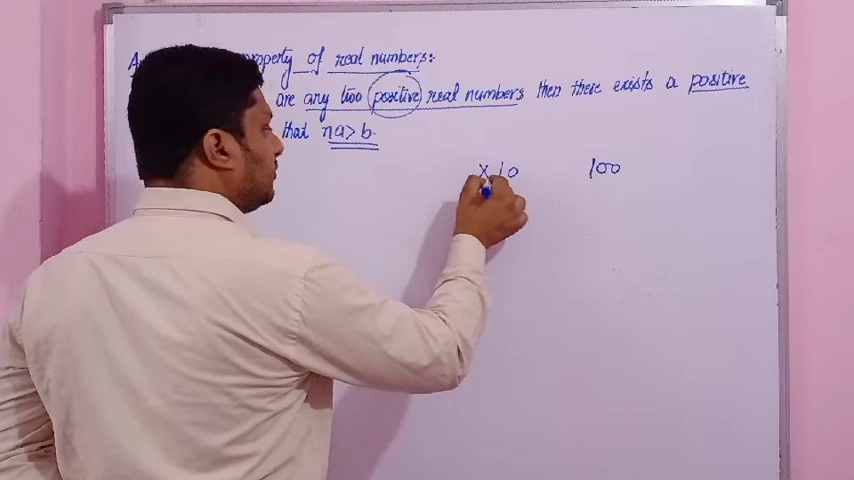 property of real numbers:-
are any two positive real numbers then there exists a positive
that na>b.
x 10 100